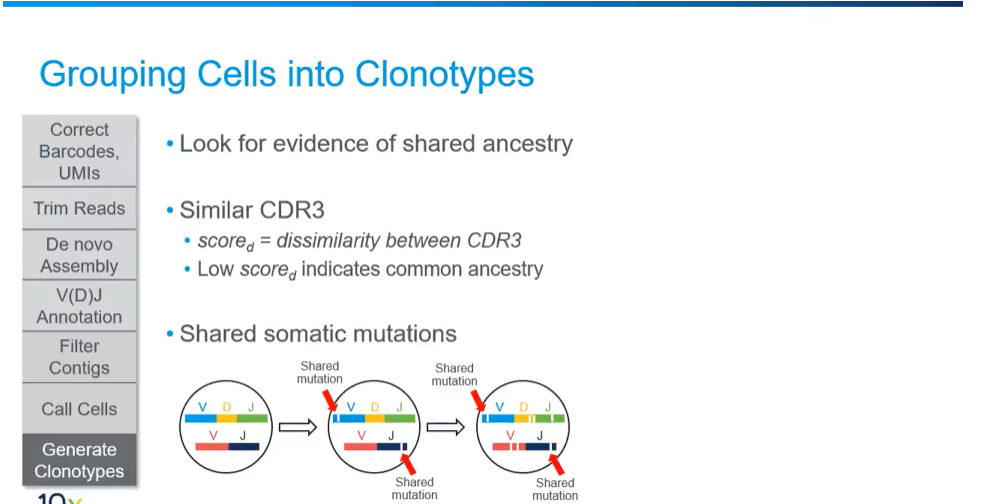 Grouping Cells into Clonotypes
Correct
Barcodes,
UMIs
Trim Reads
De novo
Assembly
V(D)J
Annotation
Filter
Contigs
Call Cells
Generate
Clonotypes
• Look for evidence of shared ancestry
• Similar CDR3
• score_d = dissimilarity between CDR3
• Low score_d indicates common ancestry
• Shared somatic mutations
Shared
mutation
Shared
mutation
V D J
V J
V D J
V J
V D J
V J
Shared
mutation
Shared
mutation
10x